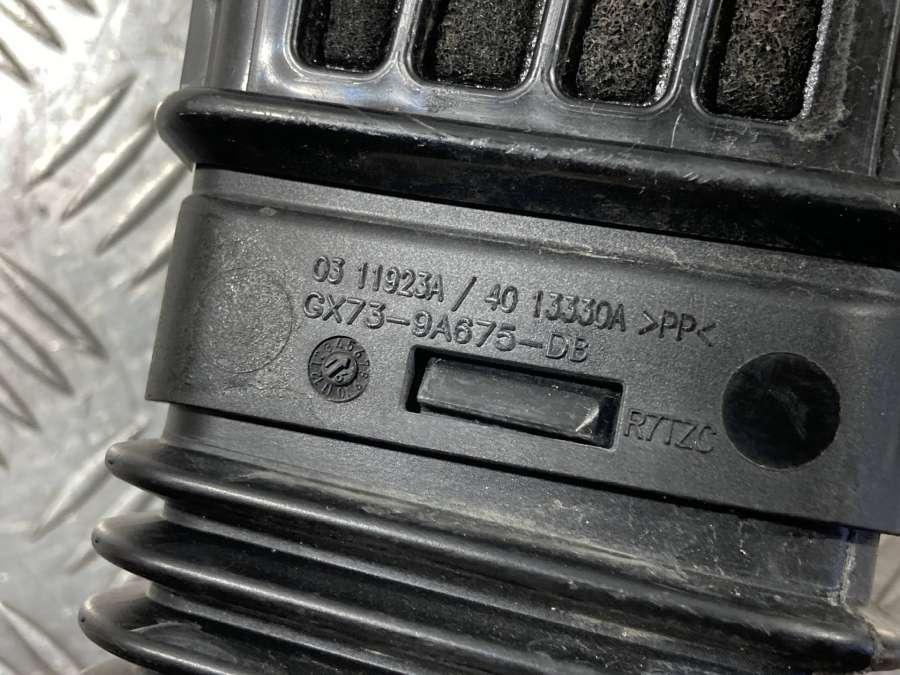 03 11923A / 40 13330A >PP<
GX73-9A675-DB
R7TZC